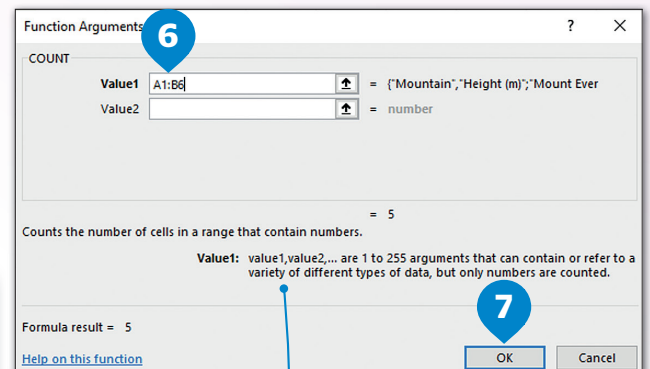 Function Arguments
?
6
COUNT
Value1 A1:B6 = {"Mountain","Height (m)";"Mount Ever
Value2 = number
= 5
Counts the number of cells in a range that contain numbers.
Value1: value1,value2,... are 1 to 255 arguments that can contain or refer to a
variety of different types of data, but only numbers are counted.
7
Formula result = 5
Help on this function
OK Cancel